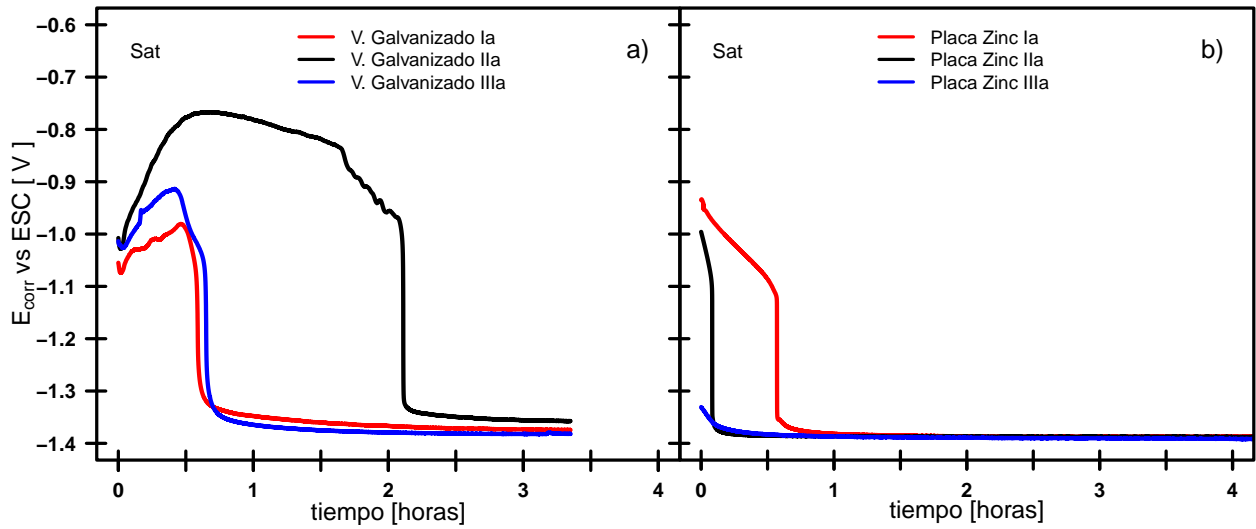 −0.6
−0.7
−0.8
−0.9
−1.0
−1.1
−1.2
−1.3
−1.4
E_corr vs ESC [ V ]
Sat
V. Galvanizado Ia
V. Galvanizado IIa
V. Galvanizado IIIa
a)
0 1 2 3 4
tiempo [horas]
Sat
Placa Zinc Ia
Placa Zinc IIa
Placa Zinc IIIa
b)
0 1 2 3 4
tiempo [horas]